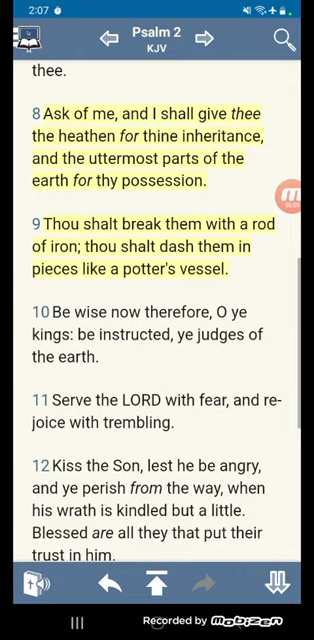 2:07
Psalm 2
KJV
thee.
8 Ask of me, and I shall give thee
the heathen for thine inheritance,
and the uttermost parts of the
earth for thy possession.
9 Thou shalt break them with a rod
of iron; thou shalt dash them in
pieces like a potter's vessel.
10 Be wise now therefore, O ye
kings: be instructed, ye judges of
the earth.
11 Serve the LORD with fear, and re-
joice with trembling.
12 Kiss the Son, lest he be angry,
and ye perish from the way, when
his wrath is kindled but a little.
Blessed are all they that put their
trust in him.
Recorded by mobizen